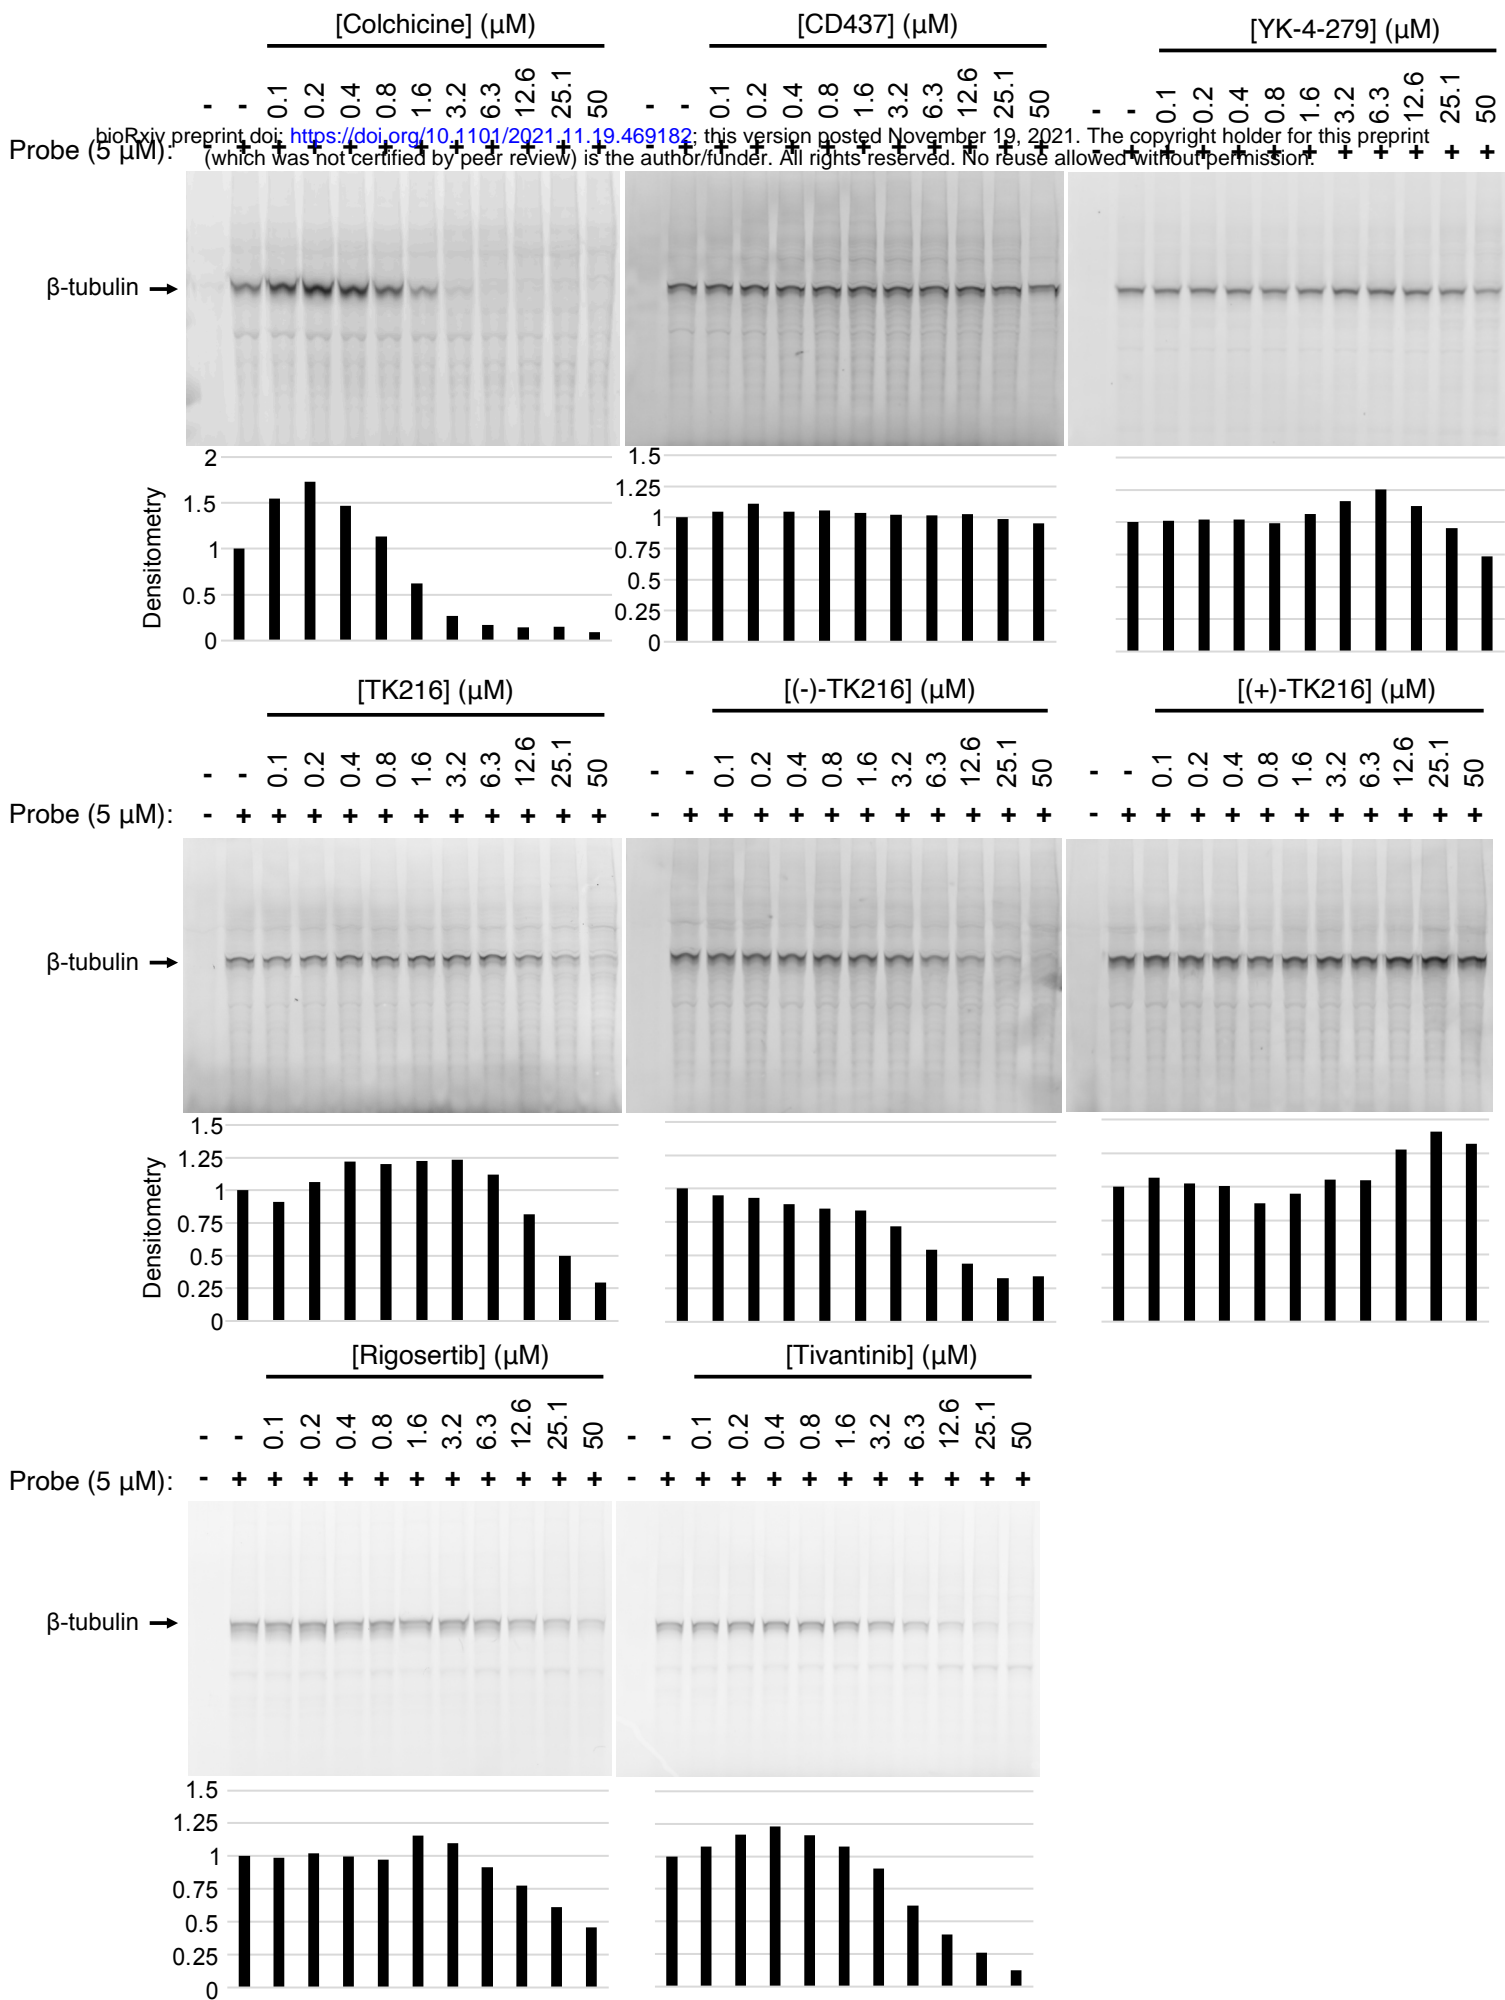 [Colchicine] (μM) [CD437] (μM) [YK-4-279] (μM)
- - 0.1 0.2 0.4 0.8 1.6 3.2 6.3 12.6 25.1 50 - - 0.1 0.2 0.4 0.8 1.6 3.2 6.3 12.6 25.1 50 - - 0.1 0.2 0.4 0.8 1.6 3.2 6.3 12.6 25.1 50
bioRxiv preprint doi: https://doi.org/10.1101/2021.11.19.469182; this version posted November 19, 2021. The copyright holder for this preprint
(which was not certified by peer review) is the author/funder. All rights reserved. No reuse allowed without permission.
Probe (5 μM): - + + + + + + + + + + + - + + + + + + + + + + + - + + + + + + + + + + +
β-tubulin
Densitometry
2
1.5
1
0.5
0
1.5
1.25
1
0.75
0.5
0.25
0
[TK216] (μM) [(-)-TK216] (μM) [(+)-TK216] (μM)
- - 0.1 0.2 0.4 0.8 1.6 3.2 6.3 12.6 25.1 50 - - 0.1 0.2 0.4 0.8 1.6 3.2 6.3 12.6 25.1 50 - - 0.1 0.2 0.4 0.8 1.6 3.2 6.3 12.6 25.1 50
Probe (5 μM): - + + + + + + + + + + + - + + + + + + + + + + + - + + + + + + + + + + +
β-tubulin
Densitometry
1.5
1.25
1
0.75
0.5
0.25
0
[Rigosertib] (μM) [Tivantinib] (μM)
- - 0.1 0.2 0.4 0.8 1.6 3.2 6.3 12.6 25.1 50 - - 0.1 0.2 0.4 0.8 1.6 3.2 6.3 12.6 25.1 50
Probe (5 μM): - + + + + + + + + + + + - + + + + + + + + + + +
β-tubulin
1.5
1.25
1
0.75
0.5
0.25
0